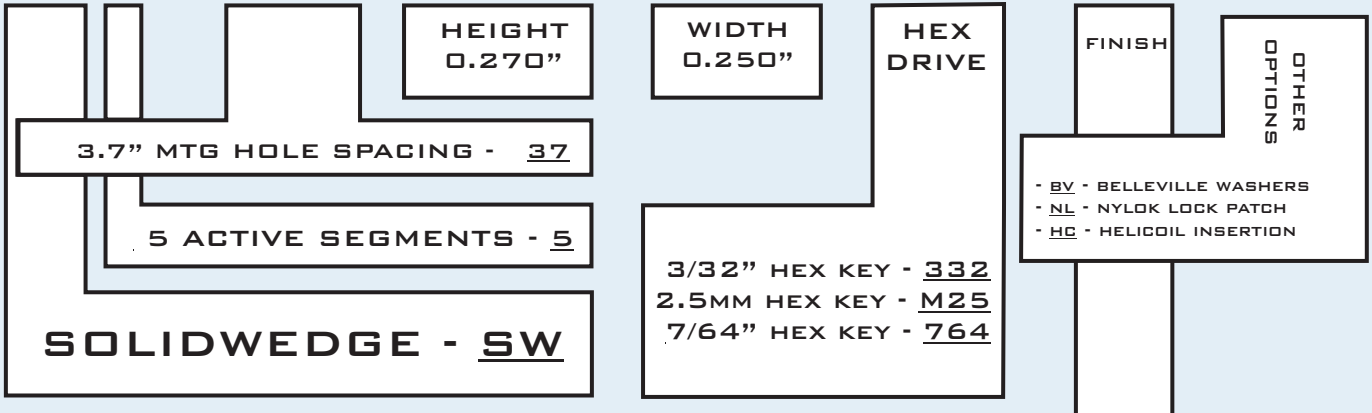 HEIGHT
0.270”
WIDTH
0.250”
HEX
DRIVE
FINISH
OTHER
OPTIONS
3.7” MTG HOLE SPACING - 37
5 ACTIVE SEGMENTS - 5
SOLIDWEDGE - SW
3/32” HEX KEY - 332
2.5MM HEX KEY - M25
7/64” HEX KEY - 764
- BV - BELLEVILLE WASHERS
- NL - NYLOK LOCK PATCH
- HC - HELICOIL INSERTION